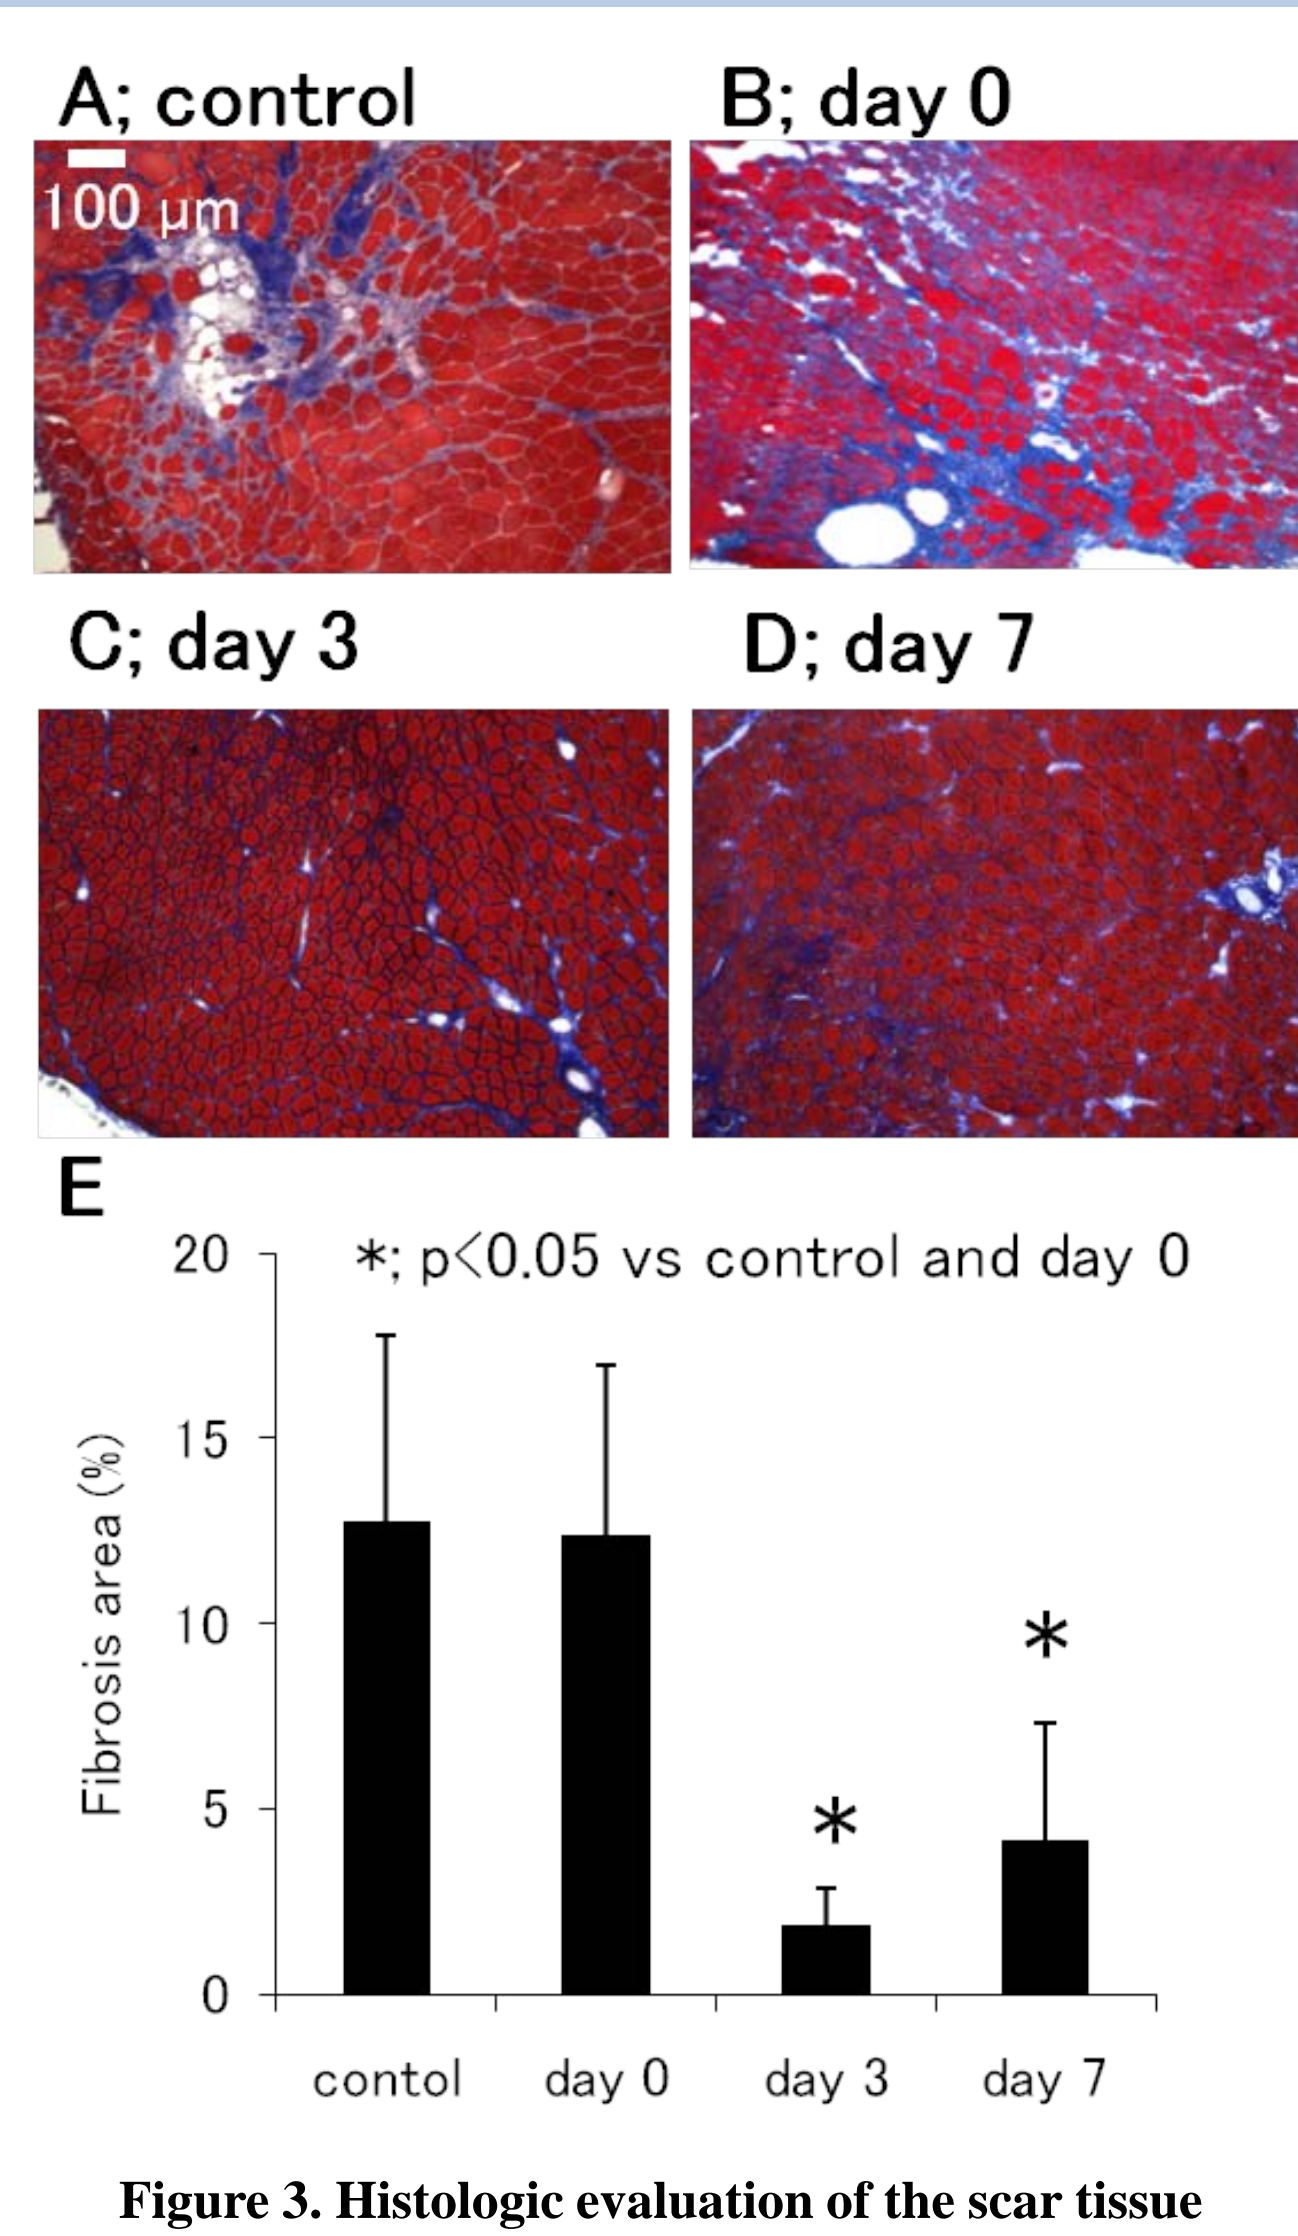 A; control
B; day 0
100 µm
C; day 3
D; day 7
E
*; p<0.05 vs control and day 0
20
15
10
5
0
Fibrosis area (%)
*
*
contol
day 0
day 3
day 7
Figure 3. Histologic evaluation of the scar tissue